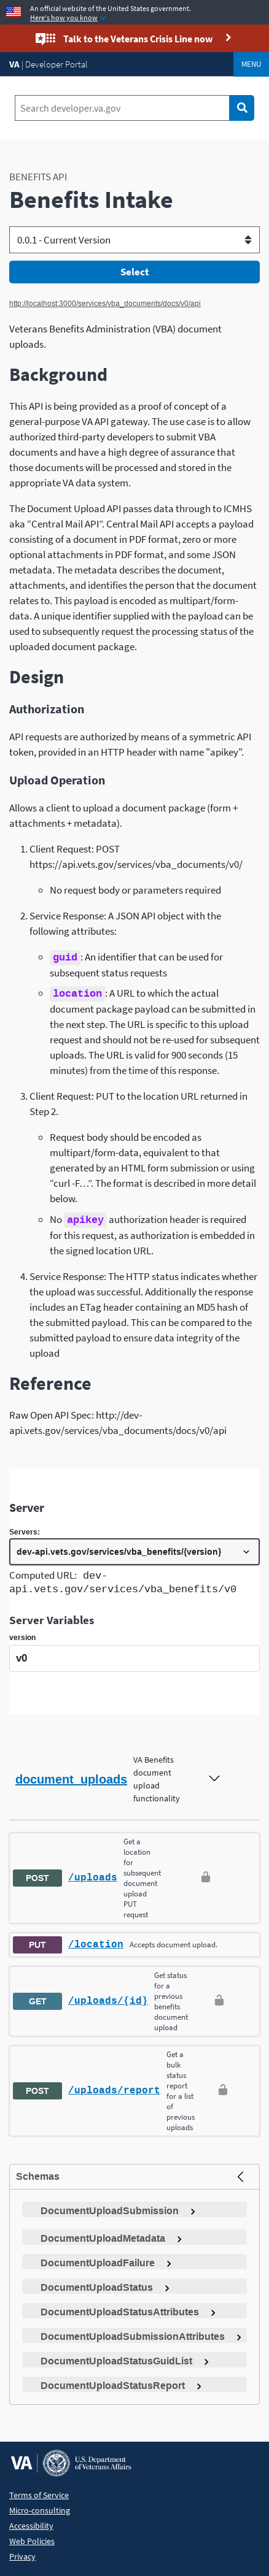 An official website of the United States government.
Here's how you know
Talk to the Veterans Crisis Line now
VA | Developer Portal
MENU
Search developer.va.gov
BENEFITS API
Benefits Intake
0.0.1 - Current Version
Select
http://localhost:3000/services/vba_documents/docs/v0/api
Veterans Benefits Administration (VBA) document
uploads.
Background
This API is being provided as a proof of concept of a
general-purpose VA API gateway. The use case is to allow
authorized third-party developers to submit VBA
documents and have a high degree of assurance that
those documents will be processed and stored in the
appropriate VA data system.
The Document Upload API passes data through to ICMHS
aka "Central Mail API". Central Mail API accepts a payload
consisting of a document in PDF format, zero or more
optional attachments in PDF format, and some JSON
metadata. The metadata describes the document,
attachments, and identifies the person that the document
relates to. This payload is encoded as multipart/form-
data. A unique identifier supplied with the payload can be
used to subsequently request the processing status of the
uploaded document package.
Design
Authorization
API requests are authorized by means of a symmetric API
token, provided in an HTTP header with name "apikey".
Upload Operation
Allows a client to upload a document package (form +
attachments + metadata).
1. Client Request: POST
https://api.vets.gov/services/vba_documents/v0/
No request body or parameters required
2. Service Response: A JSON API object with the
following attributes:
guid : An identifier that can be used for
subsequent status requests
location : A URL to which the actual
document package payload can be submitted
in the next step. The URL is specific to this upload
request and should not be re-used for subsequent
uploads. The URL is valid for 900 seconds (15
minutes) from the time of this response.
3. Client Request: PUT to the location URL returned in
Step 2.
Request body should be encoded as
multipart/form-data, equivalent to that
generated by an HTML form submission or using
“curl -F…”. The format is described in more detail
below.
No apikey authorization header is required
for this request, as authorization is embedded in
the signed location URL.
4. Service Response: The HTTP status indicates whether
the upload was successful. Additionally the response
includes an ETag header containing an MD5 hash of
the submitted payload. This can be compared to the
submitted payload to ensure data integrity of the
upload
Reference
Raw Open API Spec: http://dev-
api.vets.gov/services/vba_documents/docs/v0/api
Server
Servers:
dev-api.vets.gov/services/vba_benefits/{version}
Computed URL: dev-
api.vets.gov/services/vba_benefits/v0
Server Variables
version
v0
document_uploads
VA Benefits
document
upload
functionality
POST /uploads
Get a
location
for
subsequent
document
upload
PUT
request
PUT /location Accepts document upload.
GET /uploads/{id}
Get status
for a
previous
benefits
document
upload
POST /uploads/report
Get a
bulk
status
report
for a list
of
previous
uploads
Schemas
DocumentUploadSubmission
DocumentUploadMetadata
DocumentUploadFailure
DocumentUploadStatus
DocumentUploadStatusAttributes
DocumentUploadSubmissionAttributes
DocumentUploadStatusGuidList
DocumentUploadStatusReport
VA
U.S. Department
of Veterans Affairs
Terms of Service
Micro-consulting
Accessibility
Web Policies
Privacy